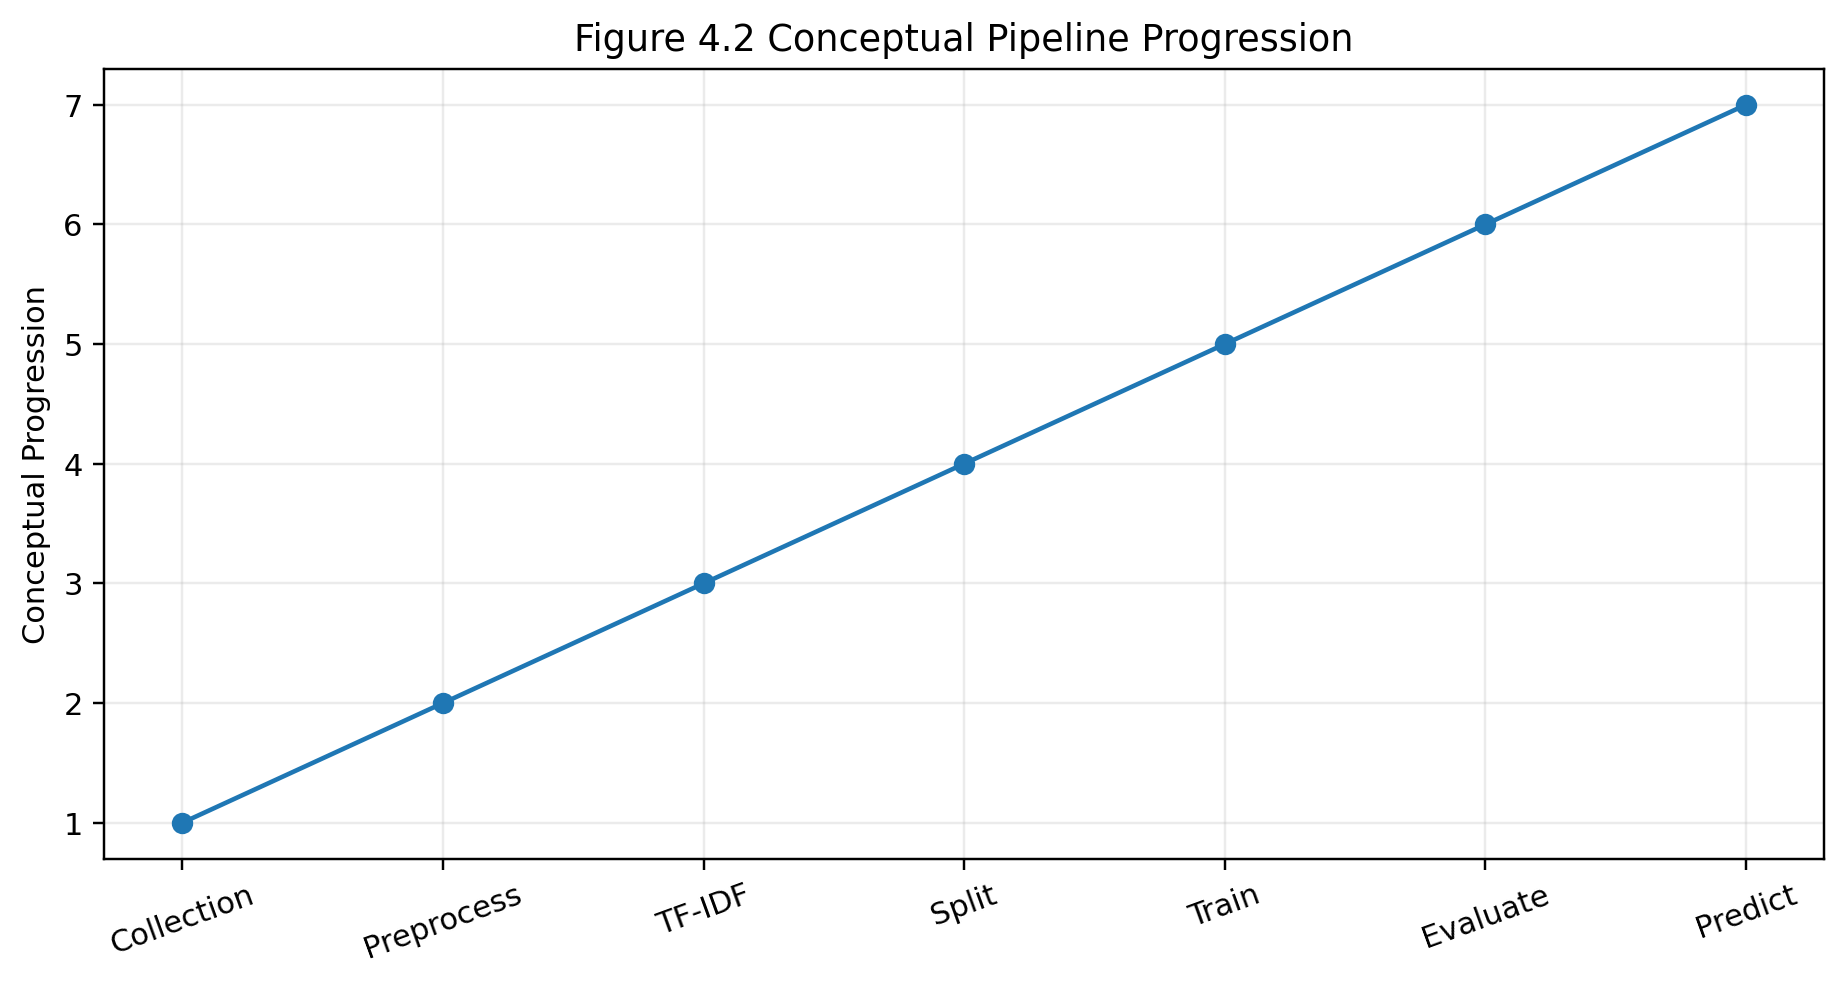 Figure 4.2 Conceptual Pipeline Progression
Conceptual Progression
7
6
5
4
3
2
1
Collection
Preprocess
TF-IDF
Split
Train
Evaluate
Predict